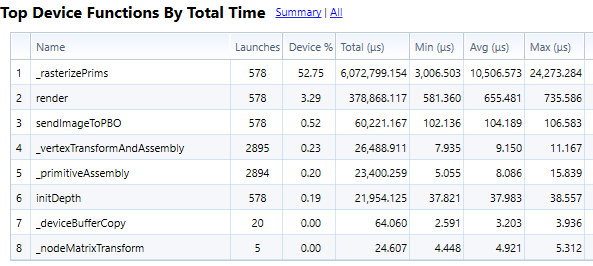 Top Device Functions By Total Time Summary | All
Name Launches Device % Total (µs) Min (µs) Avg (µs) Max (µs)
1 _rasterizePrims 578 52.75 6,072,799.154 3,006.503 10,506.573 24,273.284
2 render 578 3.29 378,868.117 581.360 655.481 735.586
3 sendImageToPBO 578 0.52 60,221.167 102.136 104.189 106.583
4 _vertexTransformAndAssembly 2895 0.23 26,488.911 7.935 9.150 11.167
5 _primitiveAssembly 2894 0.20 23,400.259 5.055 8.086 15.839
6 initDepth 578 0.19 21,954.125 37.821 37.983 38.557
7 _deviceBufferCopy 20 0.00 64.060 2.591 3.203 3.936
8 _nodeMatrixTransform 5 0.00 24.607 4.448 4.921 5.312